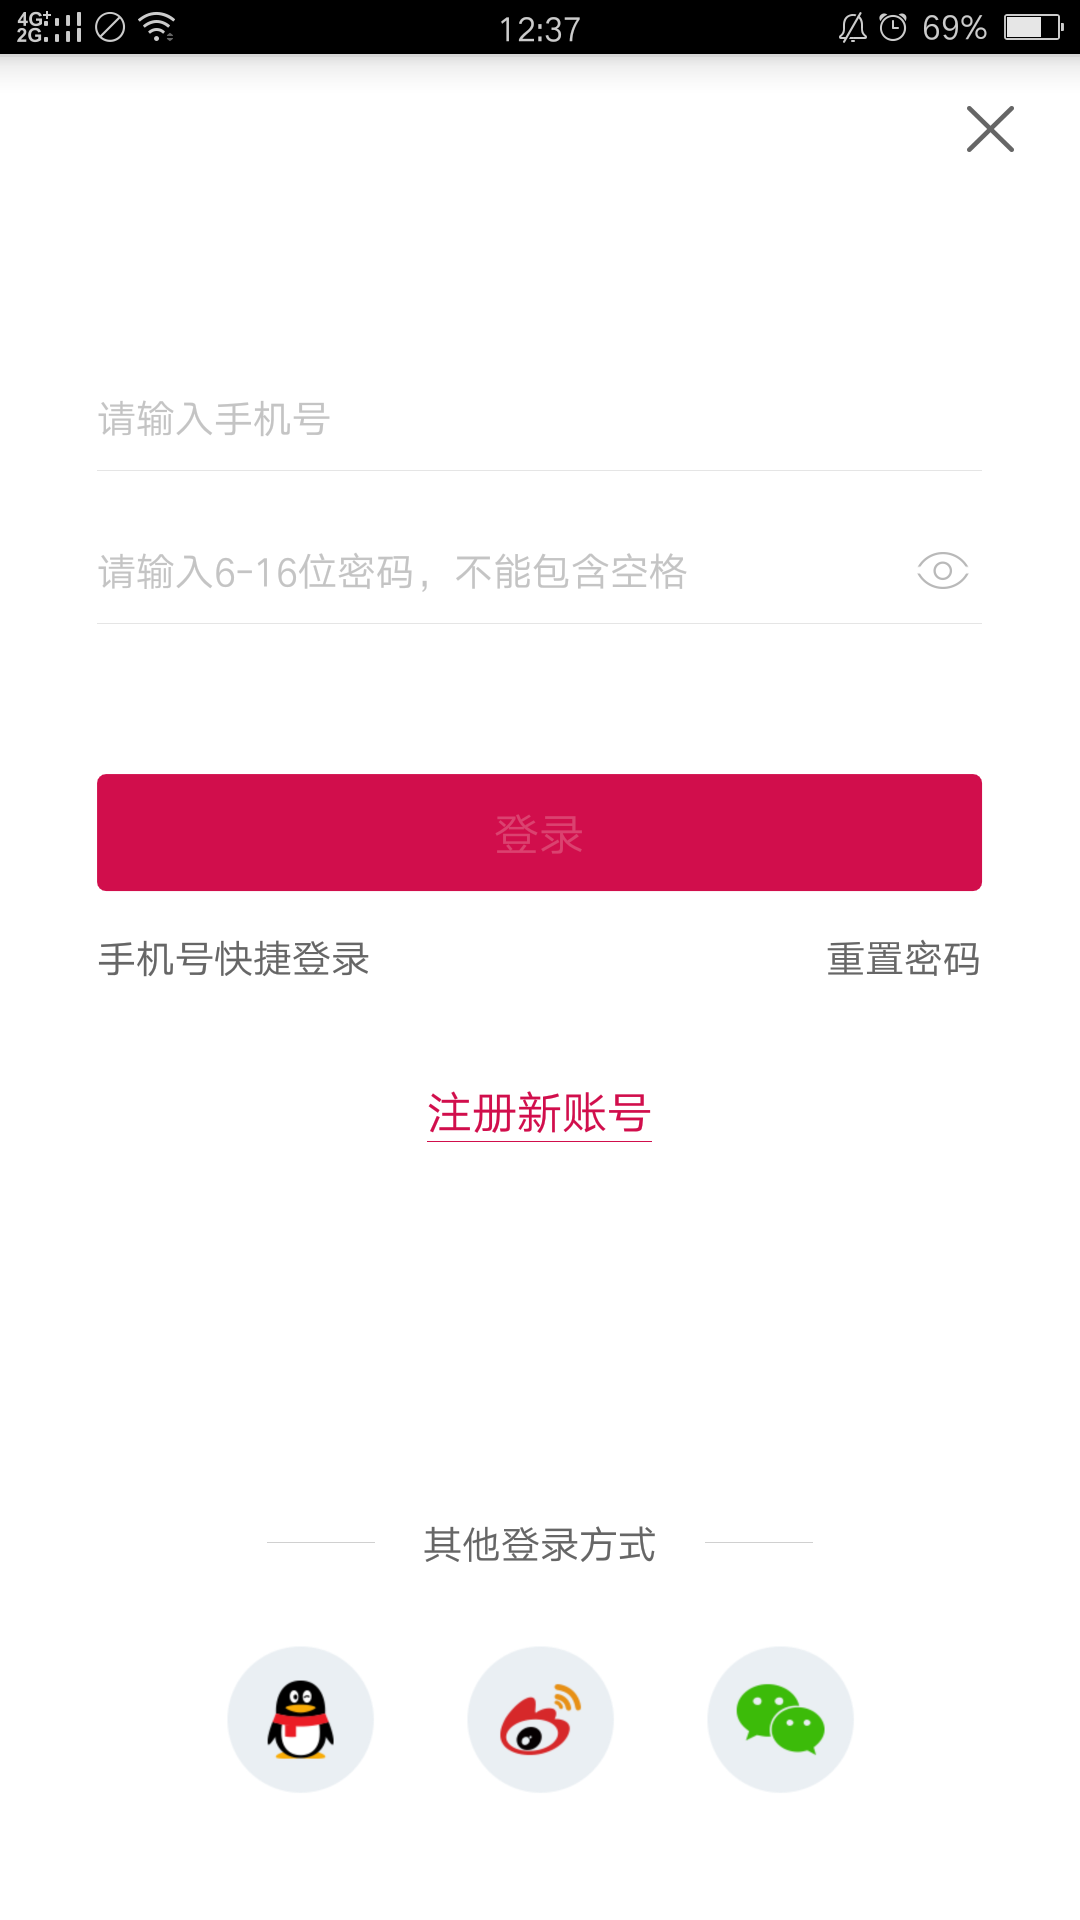 4G+ 2G 12:37 69%
请输入手机号
请输入6-16位密码，不能包含空格
登录
手机号快捷登录 重置密码
注册新账号
其他登录方式